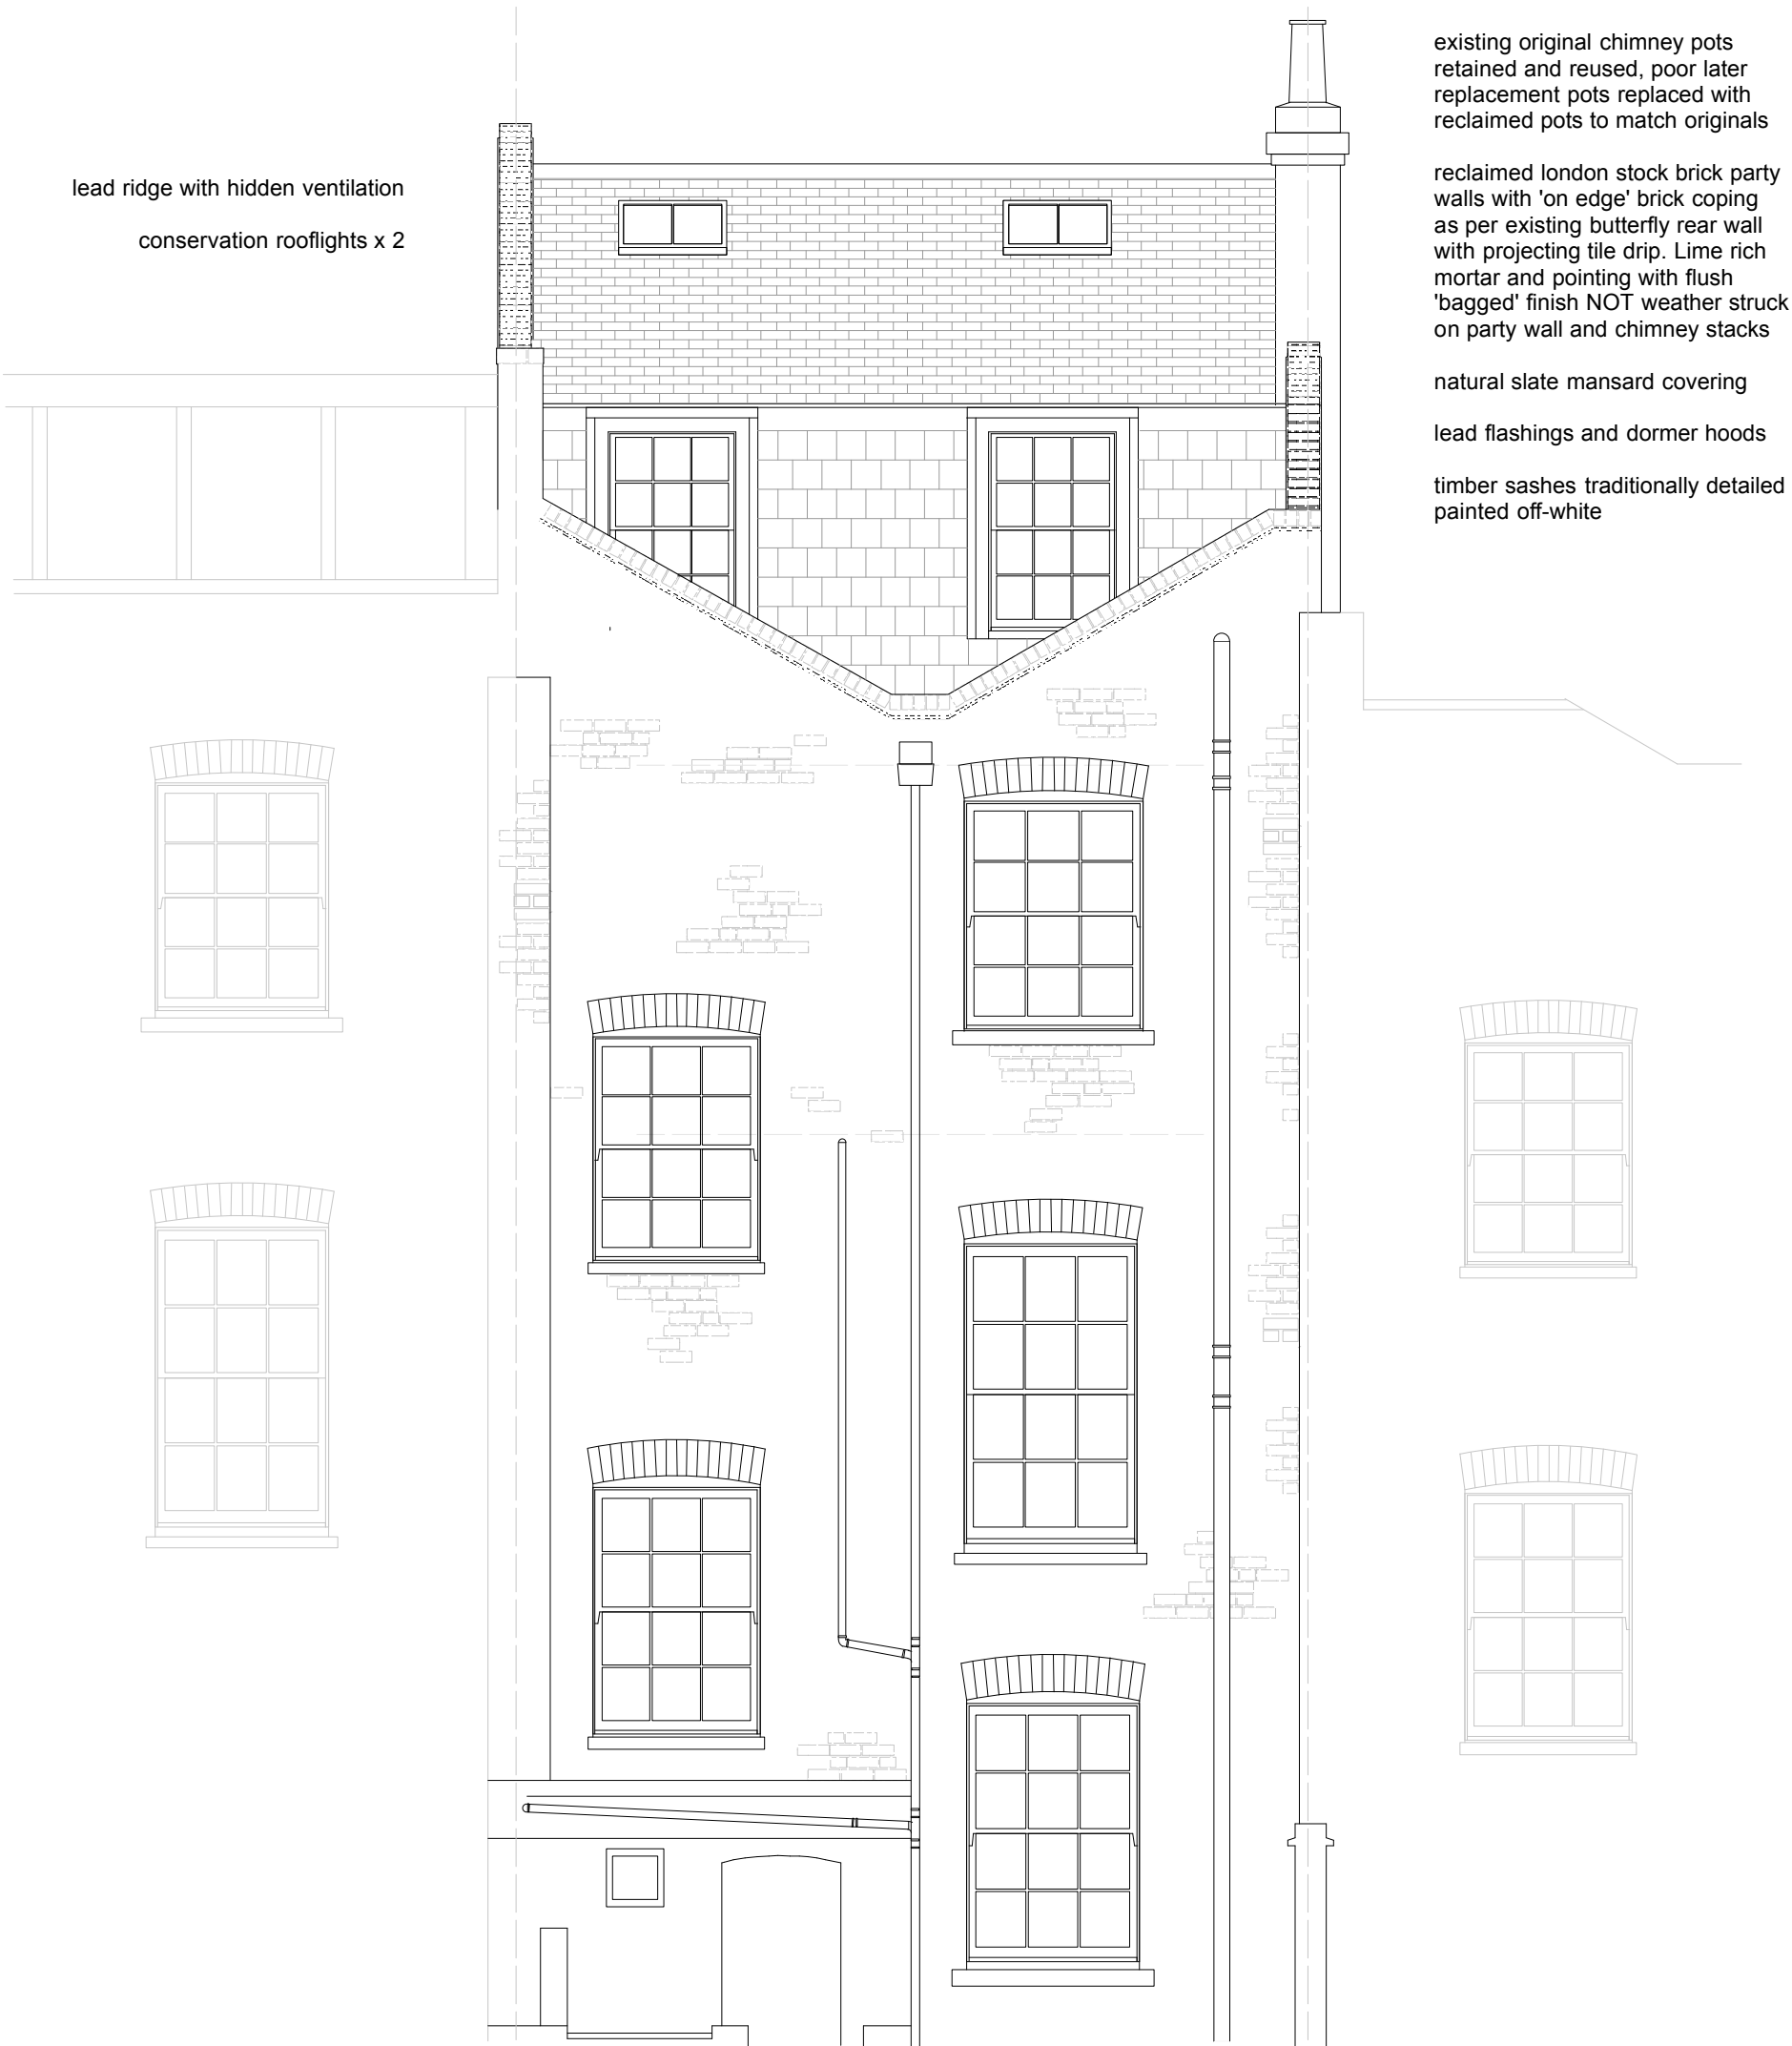 lead ridge with hidden ventilation
conservation rooflights x 2
existing original chimney pots
retained and reused, poor later
replacement pots replaced with
reclaimed pots to match originals
reclaimed london stock brick party
walls with 'on edge' brick coping
as per existing butterfly rear wall
with projecting tile drip. Lime rich
mortar and pointing with flush
'bagged' finish NOT weather struck
on party wall and chimney stacks
natural slate mansard covering
lead flashings and dormer hoods
timber sashes traditionally detailed
painted off-white